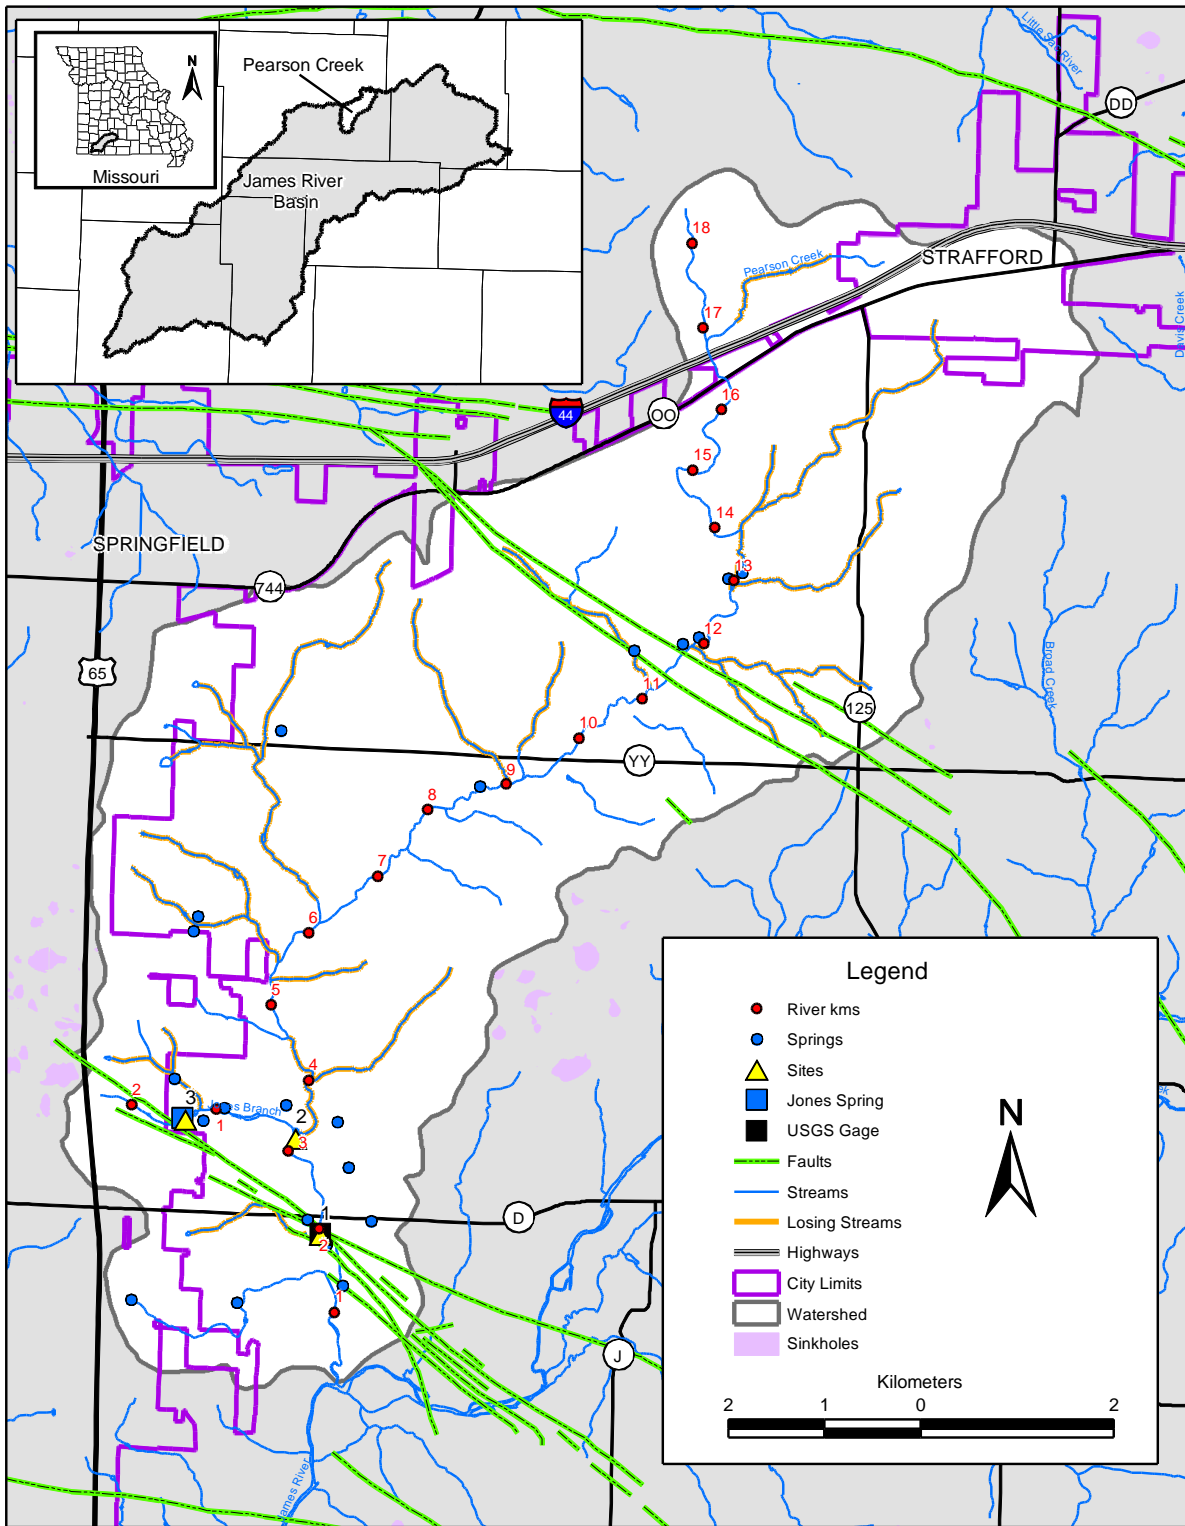 N
Missouri
Pearson Creek
James River
Basin
Little Sac River
DD
STRAFFORD
Pearson Creek
Davis Creek
18
17
16
15
14
13
12
11
10
9
8
7
6
5
4
3
2
1
44
OO
SPRINGFIELD
744
65
125
YY
Broad Creek
2
3
1
Jones Branch
2
1
D
J
James River
Legend
River kms
Springs
Sites
Jones Spring
USGS Gage
Faults
Streams
Losing Streams
Highways
City Limits
Watershed
Sinkholes
N
Kilometers
2 1 0 2